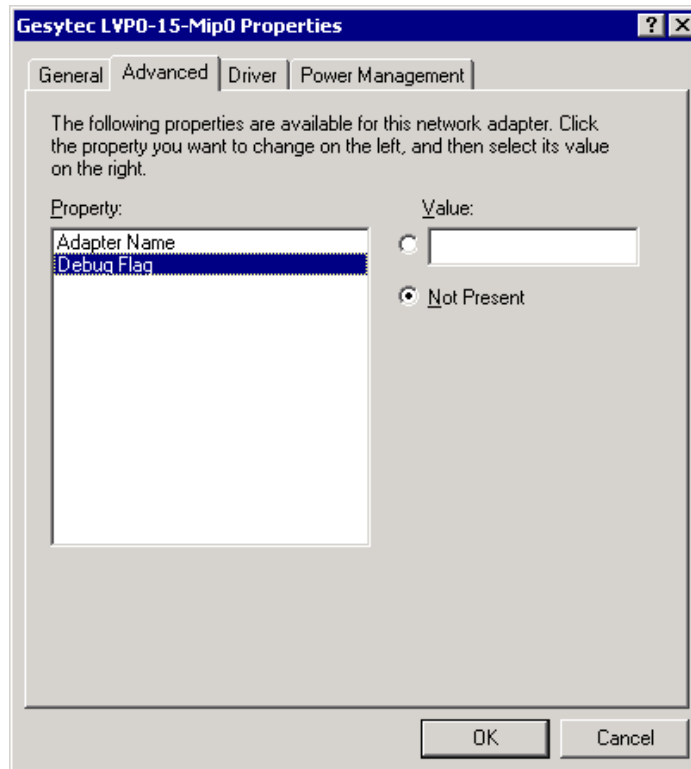 Gesytec LVP0-15-Mip0 Properties
General Advanced Driver Power Management
The following properties are available for this network adapter. Click
the property you want to change on the left, and then select its value
on the right.
Property:
Value:
Adapter Name
Debug Flag
Not Present
OK Cancel